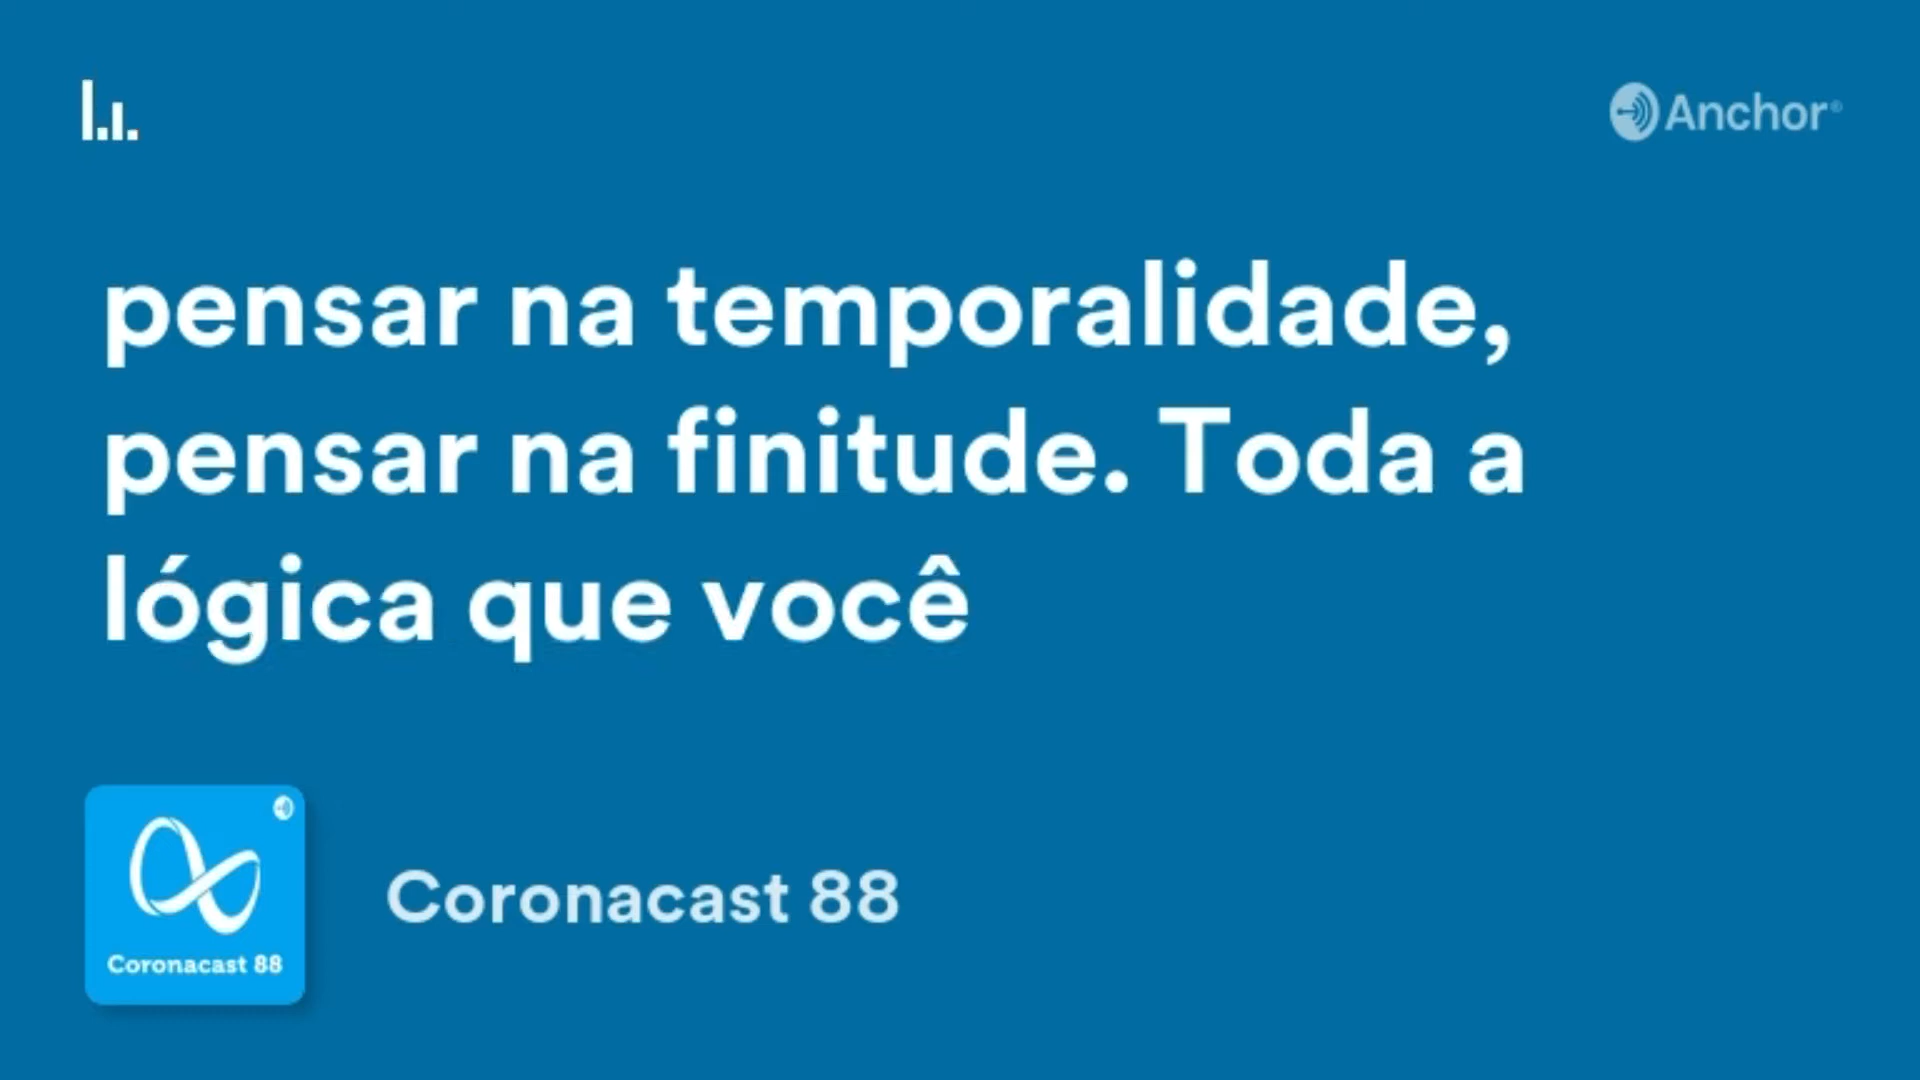 Anchor®
pensar na temporalidade,
pensar na finitude. Toda a
lógica que você
Coronacast 88
Coronacast 88